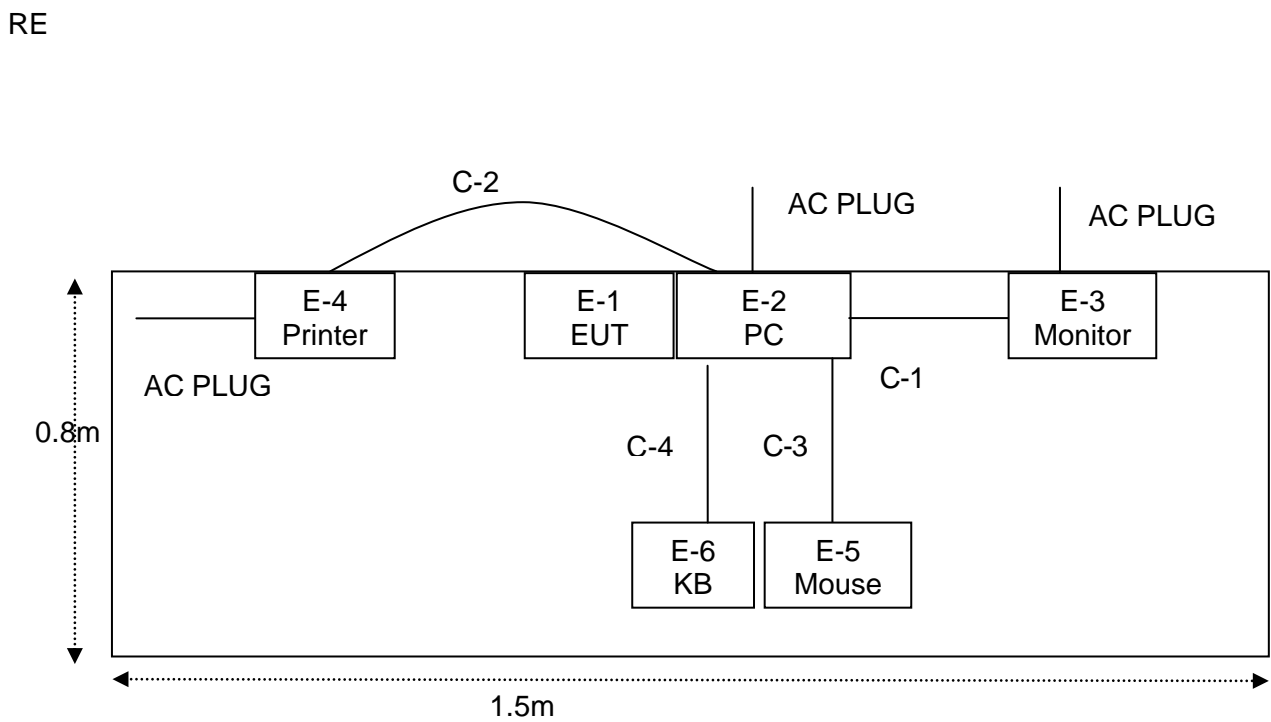 RE
C-2
AC PLUG
AC PLUG
E-4
Printer
E-1
EUT
E-2
PC
E-3
Monitor
AC PLUG
C-1
0.8m
C-4
C-3
E-6
KB
E-5
Mouse
1.5m